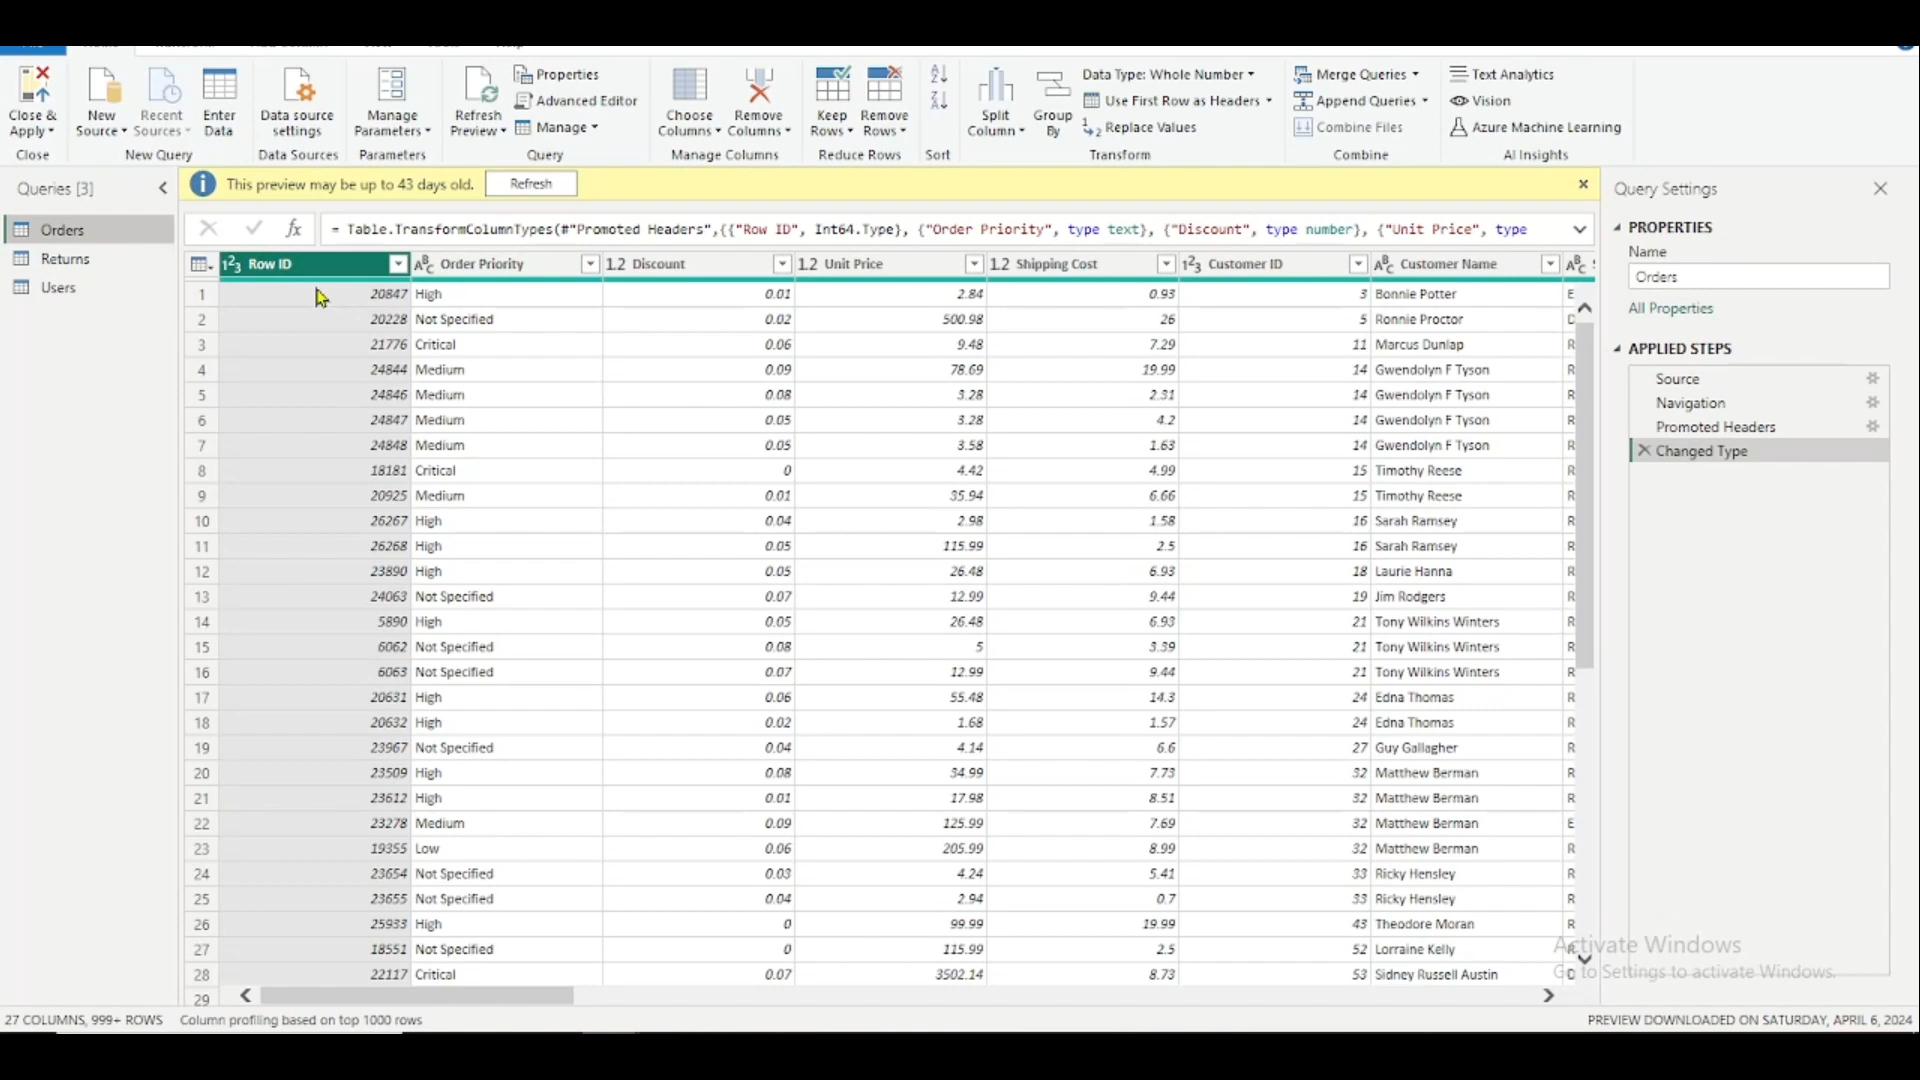 Close & Apply
New Source
Recent Sources
Enter Data
Data source settings
Manage Parameters
Refresh Preview
Properties
Advanced Editor
Manage
Choose Columns
Remove Columns
Keep Rows
Remove Rows
Split Column
Group By
Data Type: Whole Number
Use First Row as Headers
Replace Values
Merge Queries
Append Queries
Combine Files
Text Analytics
Vision
Azure Machine Learning
Close
New Query
Data Sources
Parameters
Query
Manage Columns
Reduce Rows
Sort
Transform
Combine
AI Insights
Queries [3]
This preview may be up to 43 days old. Refresh
Orders
Returns
Users
= Table.TransformColumnTypes(#"Promoted Headers",{{"Row ID", Int64.Type}, {"Order Priority", type text}, {"Discount", type number}, {"Unit Price", type
Row ID Order Priority 1.2 Discount 1.2 Unit Price 1.2 Shipping Cost Customer ID Customer Name
1 20847 High 0.01 2.84 0.93 3 Bonnie Potter E
2 20228 Not Specified 0.02 500.98 26 5 Ronnie Proctor D
3 21776 Critical 0.06 9.48 7.29 11 Marcus Dunlap R
4 24844 Medium 0.09 78.69 19.99 14 Gwendolyn F Tyson R
5 24846 Medium 0.08 3.28 2.31 14 Gwendolyn F Tyson R
6 24847 Medium 0.05 3.28 4.2 14 Gwendolyn F Tyson R
7 24848 Medium 0.05 3.58 1.63 14 Gwendolyn F Tyson R
8 18181 Critical 0 4.42 4.99 15 Timothy Reese R
9 20925 Medium 0.01 35.94 6.66 15 Timothy Reese R
10 26267 High 0.04 2.98 1.58 16 Sarah Ramsey R
11 26268 High 0.05 115.99 2.5 16 Sarah Ramsey R
12 23890 High 0.05 26.48 6.93 18 Laurie Hanna R
13 24063 Not Specified 0.07 12.99 9.44 19 Jim Rodgers R
14 5890 High 0.05 26.48 6.93 21 Tony Wilkins Winters R
15 6062 Not Specified 0.08 5 3.39 21 Tony Wilkins Winters R
16 6063 Not Specified 0.07 12.99 9.44 21 Tony Wilkins Winters R
17 20631 High 0.06 55.48 14.3 24 Edna Thomas R
18 20632 High 0.02 1.68 1.57 24 Edna Thomas R
19 23967 Not Specified 0.04 4.14 6.6 27 Guy Gallagher R
20 23509 High 0.08 34.99 7.73 32 Matthew Berman R
21 23612 High 0.01 17.98 8.51 32 Matthew Berman R
22 23278 Medium 0.09 125.99 7.69 32 Matthew Berman E
23 19355 Low 0.06 205.99 8.99 32 Matthew Berman R
24 23654 Not Specified 0.03 4.24 5.41 33 Ricky Hensley R
25 23655 Not Specified 0.04 2.94 0.7 33 Ricky Hensley R
26 25933 High 0 99.99 19.99 43 Theodore Moran R
27 18551 Not Specified 0 115.99 2.5 52 Lorraine Kelly R
28 22117 Critical 0.07 3502.14 8.73 53 Sidney Russell Austin D
29
Query Settings
PROPERTIES
Name
Orders
All Properties
APPLIED STEPS
Source
Navigation
Promoted Headers
Changed Type
Activate Windows
Go to Settings to activate Windows.
27 COLUMNS, 999+ ROWS Column profiling based on top 1000 rows
PREVIEW DOWNLOADED ON SATURDAY, APRIL 6, 2024